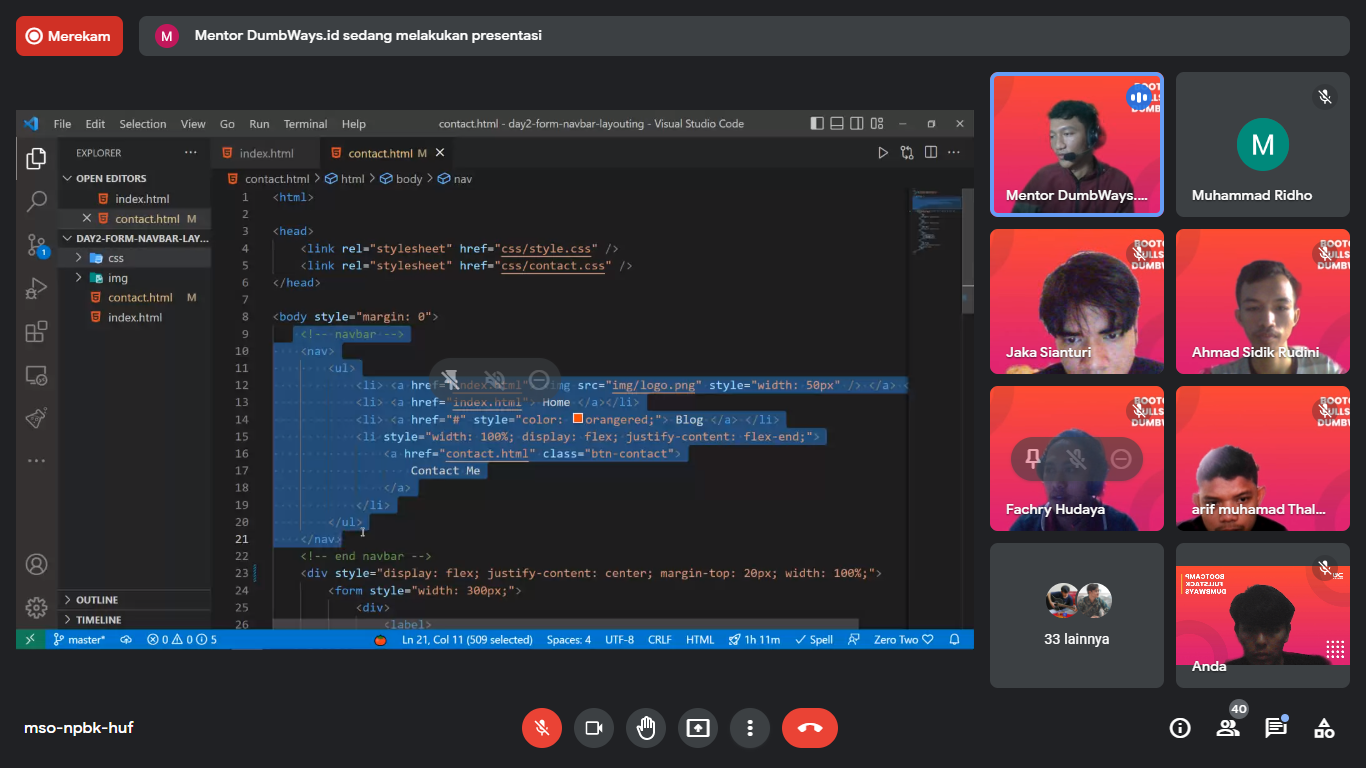 Merekam
M Mentor DumbWays.id sedang melakukan presentasi
File Edit Selection View Go Run Terminal Help
contact.html - day2-form-navbar-layouting - Visual Studio Code
EXPLORER
OPEN EDITORS
index.html
contact.html M
DAY2-FORM-NAVBAR-LAY...
css
img
contact.html M
index.html
OUTLINE
TIMELINE
1
index.html
contact.html M
contact.html > html > body > nav
1 <html>
2
3 <head>
4 <link rel="stylesheet" href="css/style.css" />
5 <link rel="stylesheet" href="css/contact.css" />
6 </head>
7
8 <body style="margin: 0">
9 <!-- navbar -->
10 <nav>
11 <ul>
12 <li> <a href="index.html" img src="img/logo.png" style="width: 50px" /> </a> <
13 <li> <a href="index.html" Home </a></li>
14 <li> <a href="#" style="color: orangered;"> Blog </a> </li>
15 <li style="width: 100%; display: flex; justify-content: flex-end;">
16 <a href="contact.html" class="btn-contact">
17 Contact Me
18 </a>
19 </li>
20 </ul>
21 </nav>
22 <!-- end navbar -->
23 <div style="display: flex; justify-content: center; margin-top: 20px; width: 100%;">
24 <form style="width: 300px;">
25 <div>
26 <label>
master* 0 0 5 Ln 21, Col 11 (509 selected) Spaces: 4 UTF-8 CRLF HTML 1h 11m Spell Zero Two
Mentor DumbWays....
M
Muhammad Ridho
Jaka Sianturi
Ahmad Sidik Rudini
Fachry Hudaya
arif muhamad Thal...
33 lainnya
BOOTCAMP
FULLSTACK
DUMBWAYS
Anda
mso-npbk-huf
40